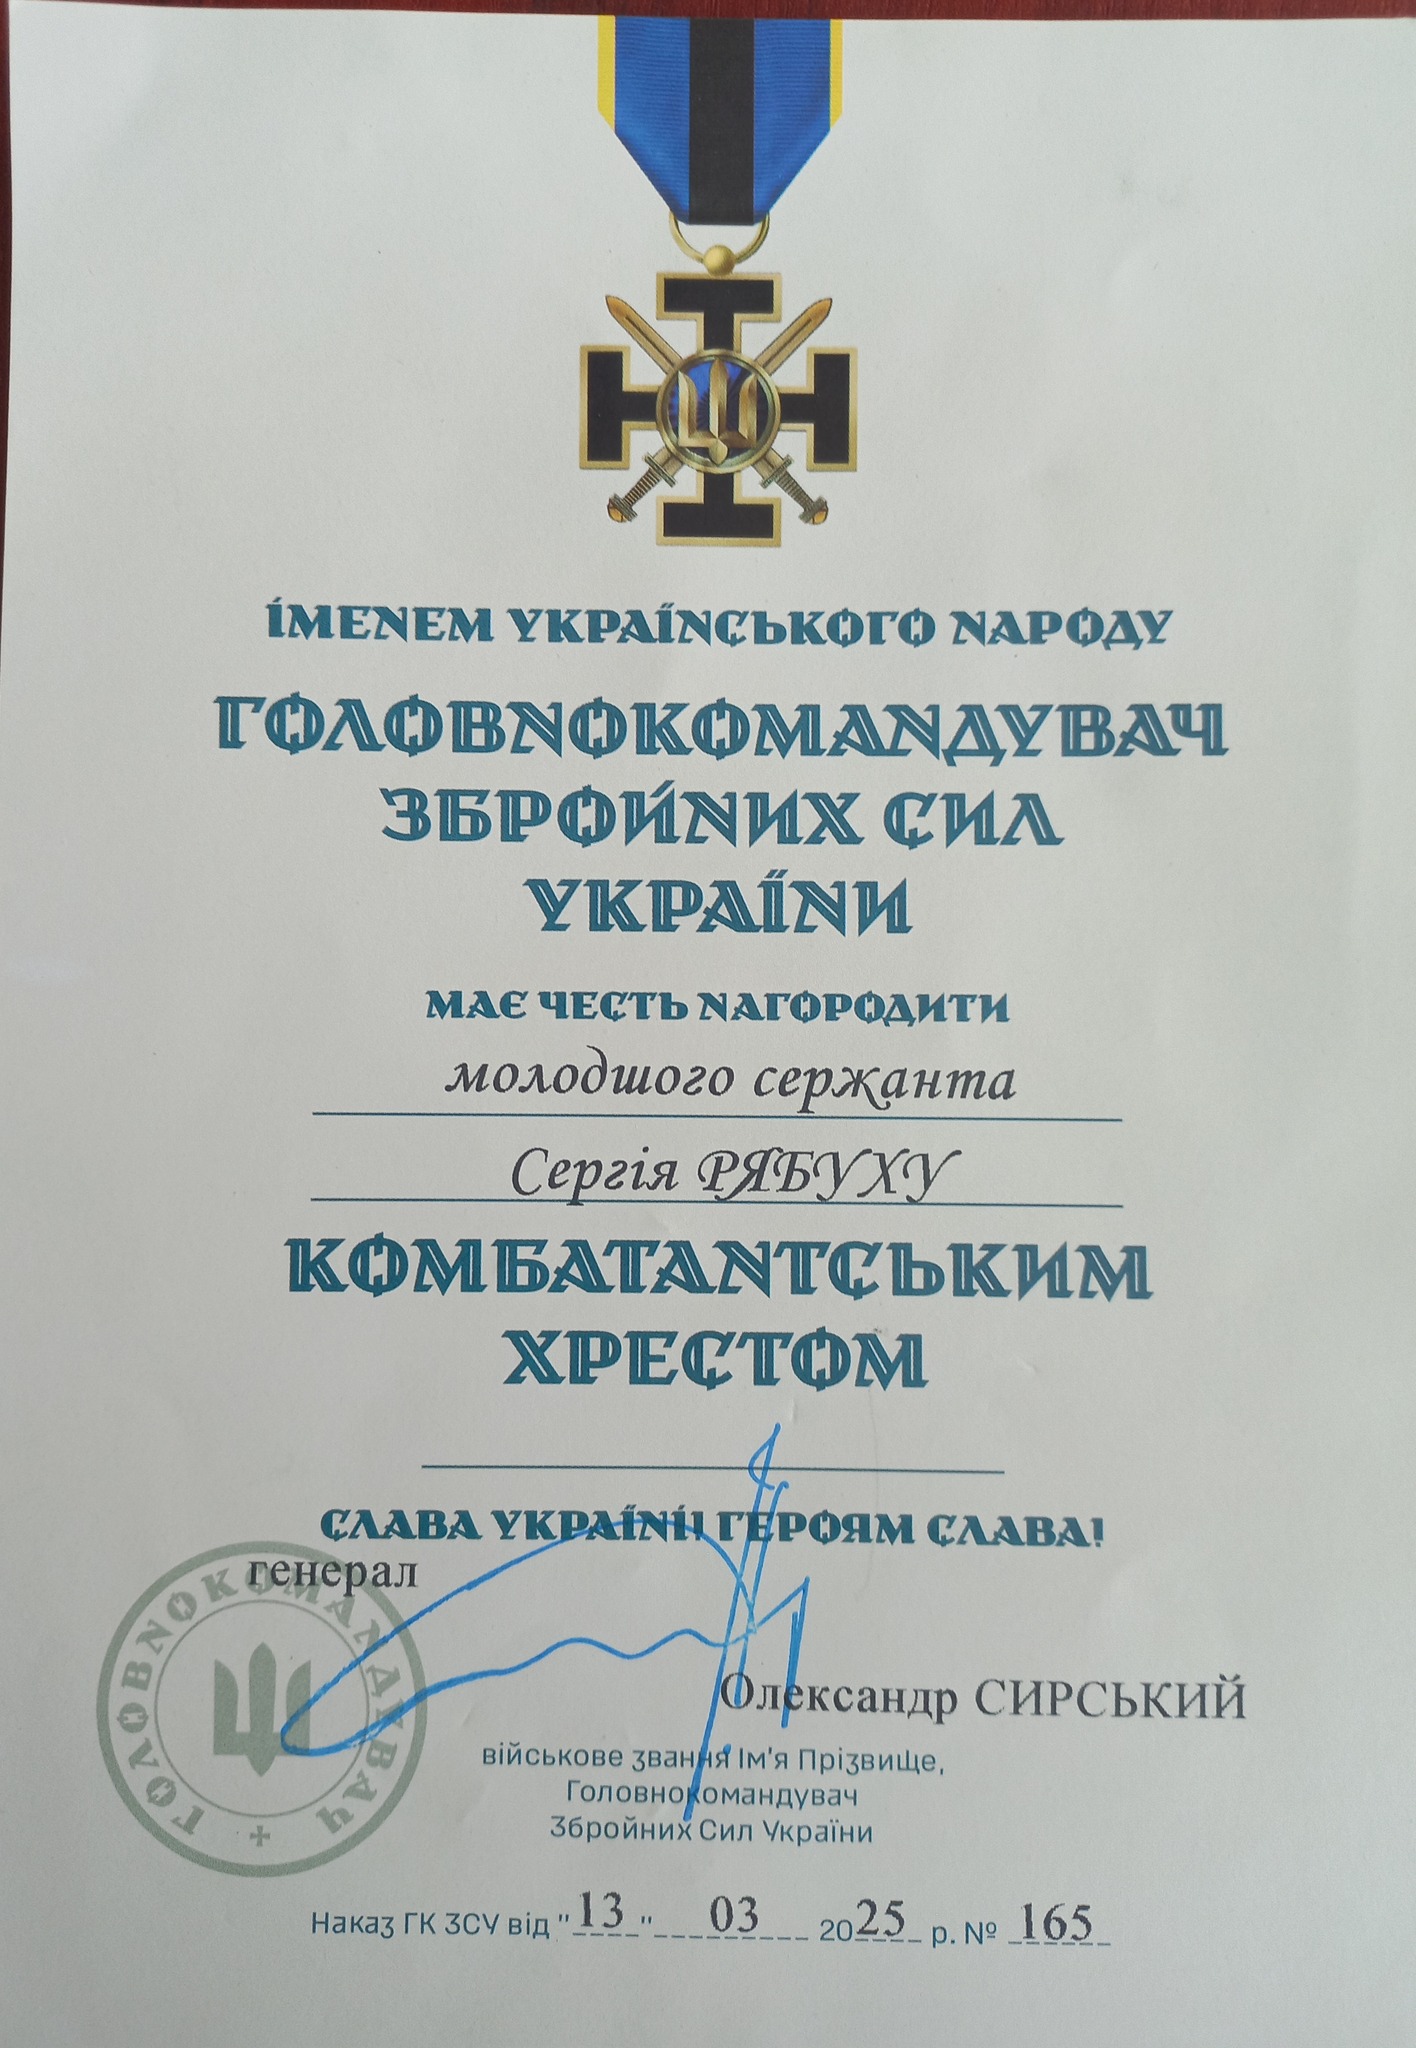 ІМЕНЕМ УКРАЇНСЬКОГО НАРОДУ
ГОЛОВНОКОМАНДУВАЧ
ЗБРОЙНИХ СИЛ
УКРАЇНИ
МАЄ ЧЕСТЬ НАГОРОДИТИ
молодшого сержанта
Сергія РЯБУХУ
КОМБАТАНТСЬКИМ
ХРЕСТОМ
СЛАВА УКРАЇНІ! ГЕРОЯМ СЛАВА!
генерал
ГОЛОВНОКОМАНДУВАЧ
Олександр СИРСЬКИЙ
військове звання Ім'я Прізвище,
Головнокомандувач
Збройних Сил України
Наказ ГК ЗСУ від "13" 03 2025 р. № 165